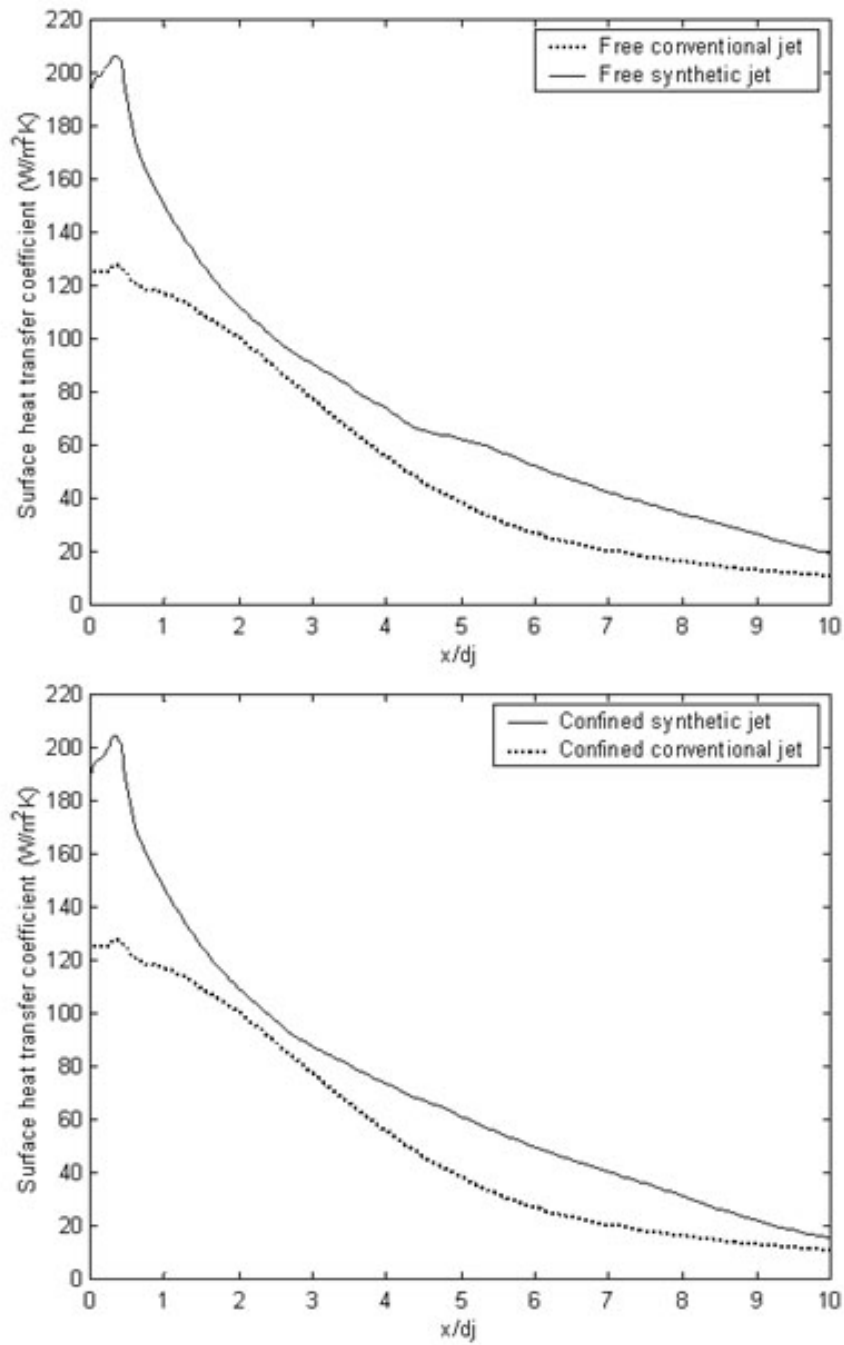 220
200
180
160
140
120
100
80
60
40
20
0
Surface heat transfer coefficient (W/m²K)
Free conventional jet
Free synthetic jet
0 1 2 3 4 5 6 7 8 9 10
x/dj
220
200
180
160
140
120
100
80
60
40
20
0
Surface heat transfer coefficient (W/m²K)
Confined synthetic jet
Confined conventional jet
0 1 2 3 4 5 6 7 8 9 10
x/dj